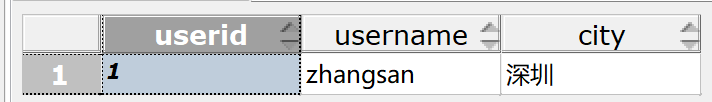 userid username city
1 1 zhangsan 深圳